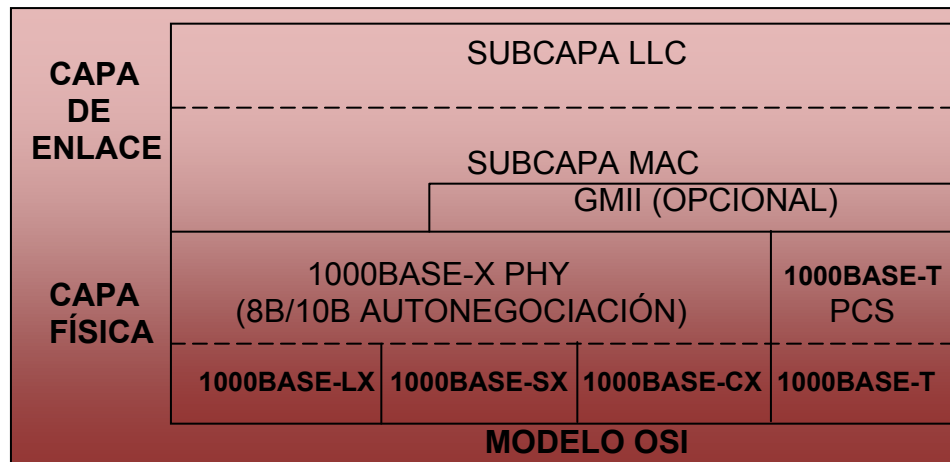 SUBCAPA LLC
CAPA
DE
ENLACE
SUBCAPA MAC
GMII (OPCIONAL)
1000BASE-X PHY
(8B/10B AUTONEGOCIACIÓN)
1000BASE-T
PCS
CAPA
FÍSICA
1000BASE-LX 1000BASE-SX 1000BASE-CX 1000BASE-T
MODELO OSI